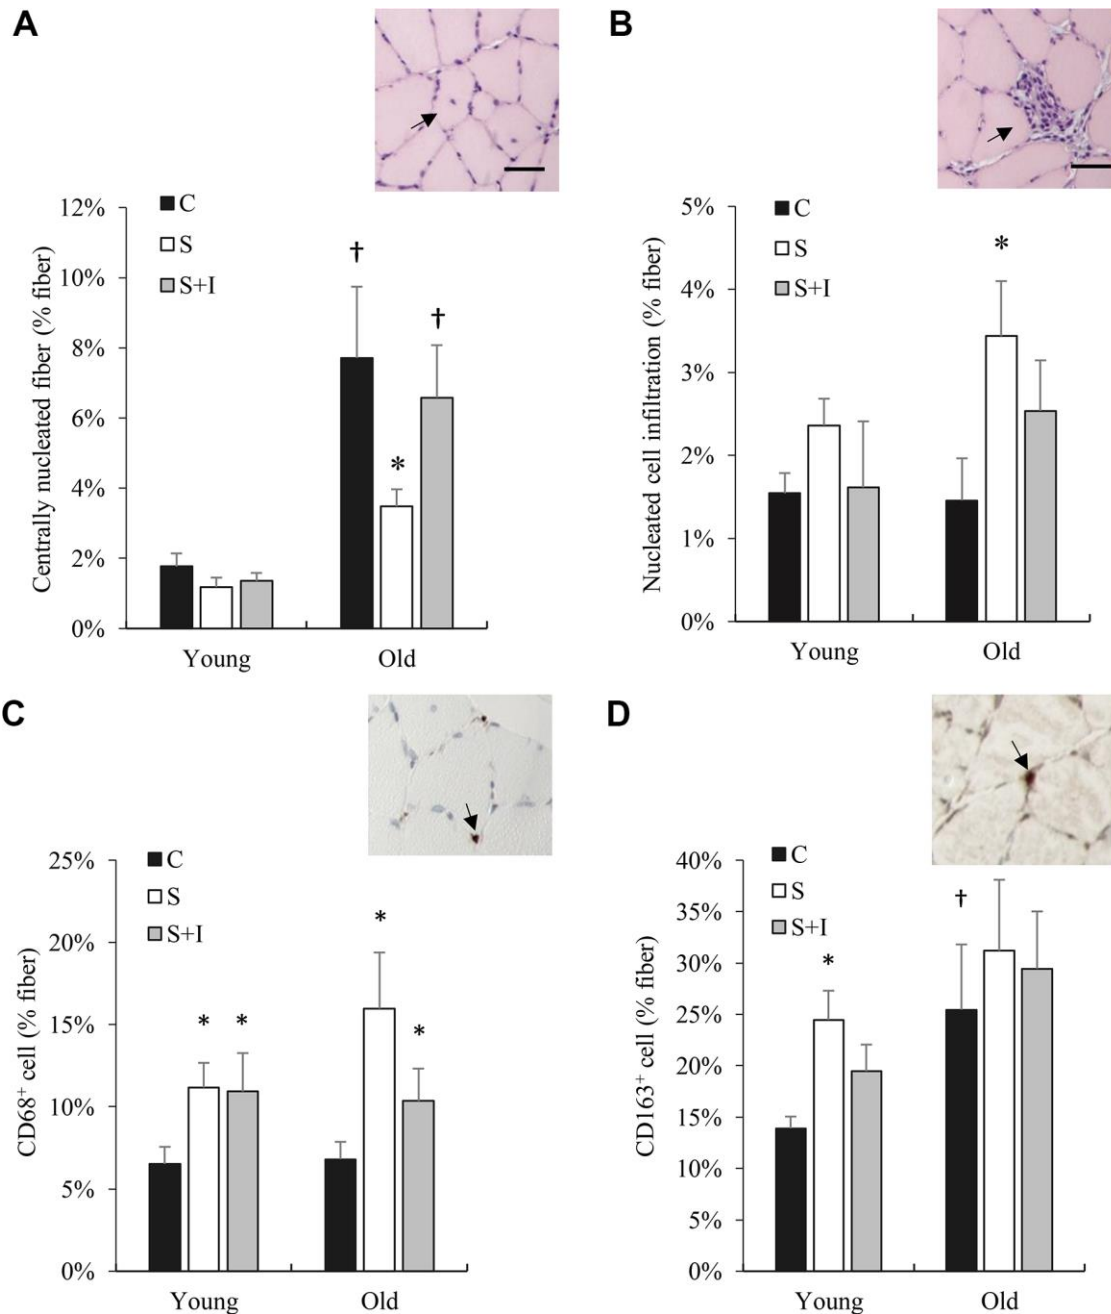 A
C
S
S+I
Centrally nucleated fiber (% fiber)
12%
10%
8%
6%
4%
2%
0%
†
*
†
Young
Old
B
C
S
S+I
Nucleated cell infiltration (% fiber)
5%
4%
3%
2%
1%
0%
*
Young
Old
C
C
S
S+I
CD68⁺ cell (% fiber)
25%
20%
15%
10%
5%
0%
*
*
*
*
Young
Old
D
C
S
S+I
CD163⁺ cell (% fiber)
40%
35%
30%
25%
20%
15%
10%
5%
0%
*
†
Young
Old